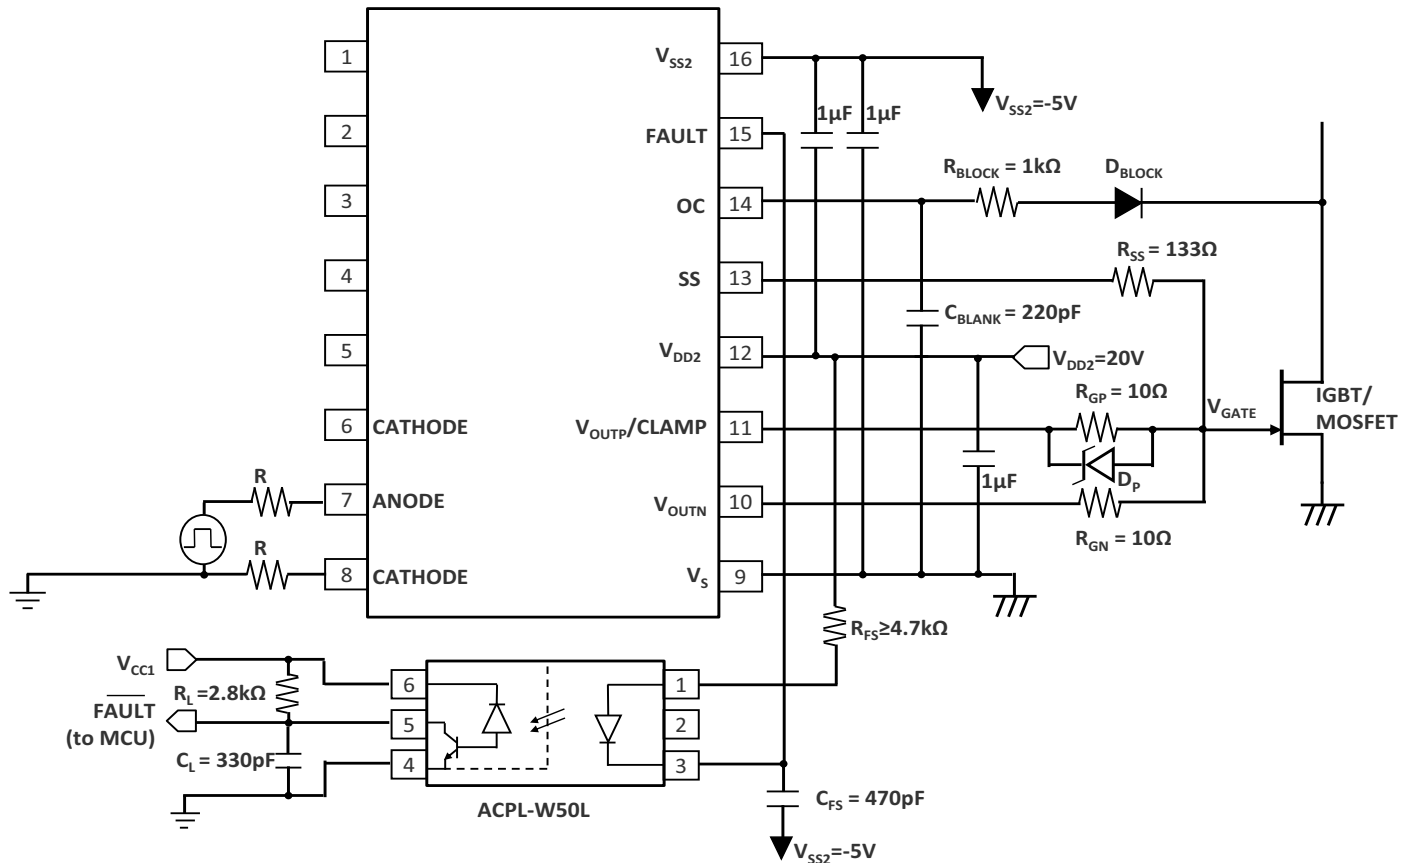 1
2
3
4
5
6 CATHODE
7 ANODE
8 CATHODE
R
R
V_SS2 16
FAULT 15
OC 14
SS 13
V_DD2 12
V_OUTP/CLAMP 11
V_OUTN 10
V_S 9
1µF 1µF
V_SS2=-5V
R_BLOCK = 1kΩ
D_BLOCK
R_SS = 133Ω
C_BLANK = 220pF
V_DD2=20V
R_GP = 10Ω
V_GATE
IGBT/
MOSFET
D_P
1µF
R_GN = 10Ω
R_FS≥4.7kΩ
V_CC1
R_L =2.8kΩ
FAULT
(to MCU)
C_L = 330pF
6
5
4
1
2
3
ACPL-W50L
C_FS = 470pF
V_SS2=-5V